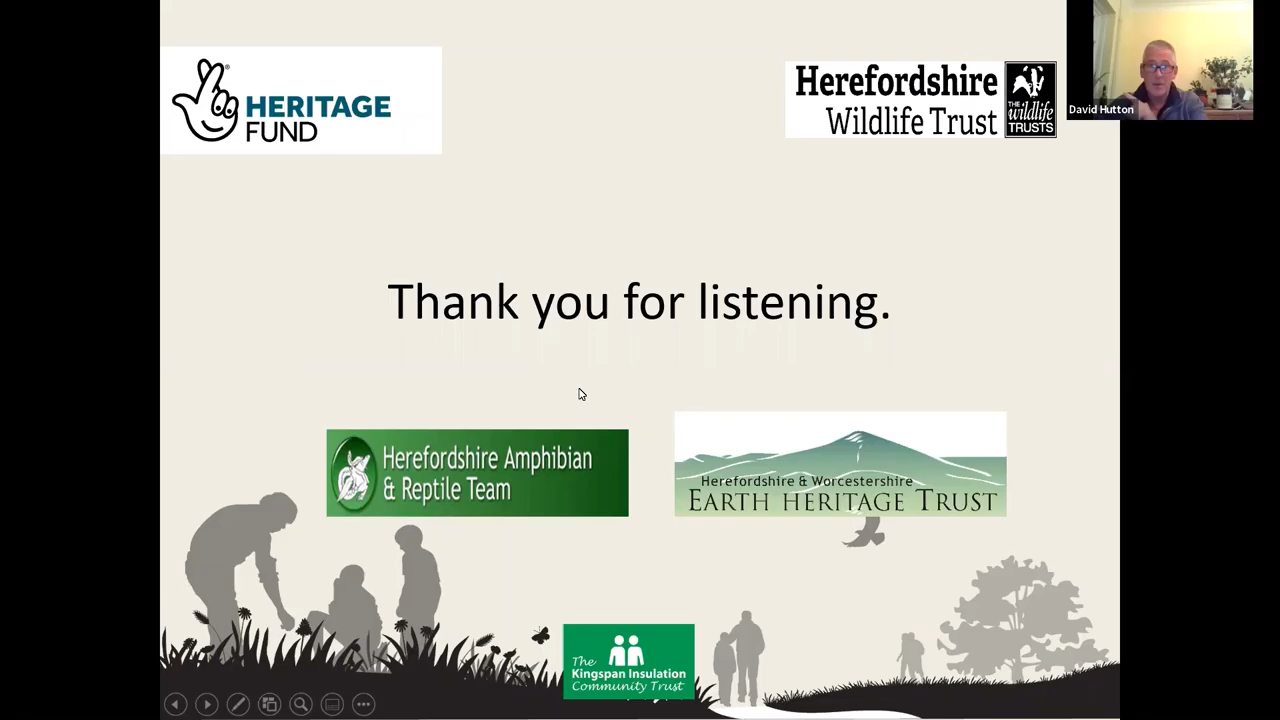 HERITAGE
FUND
Herefordshire
Wildlife Trust
THE
wildlife
TRUSTS
David Hutton
Thank you for listening.
Herefordshire Amphibian
& Reptile Team
Herefordshire & Worcestershire
EARTH HERITAGE TRUST
The
Kingspan Insulation
Community Trust